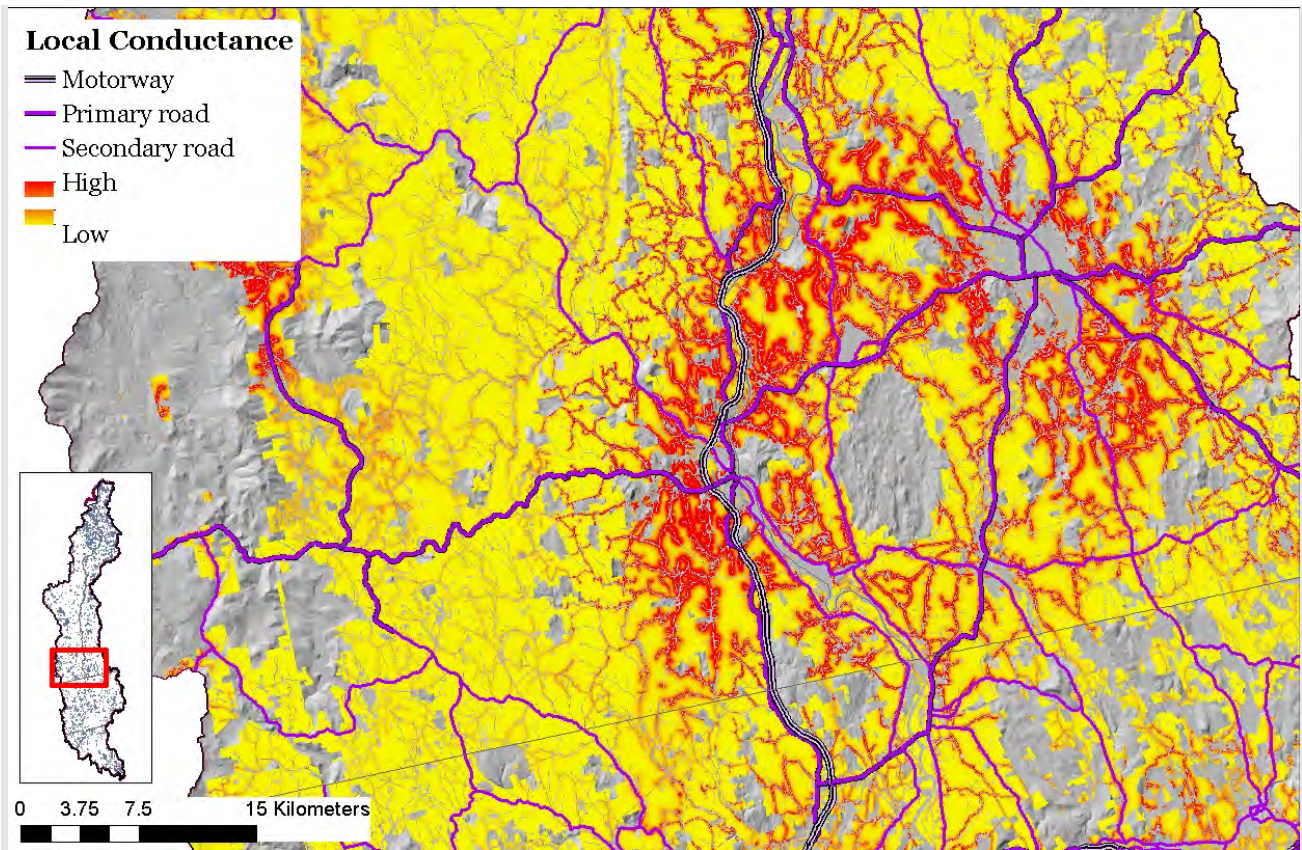 Local Conductance
Motorway
Primary road
Secondary road
High
Low
0 3.75 7.5 15 Kilometers